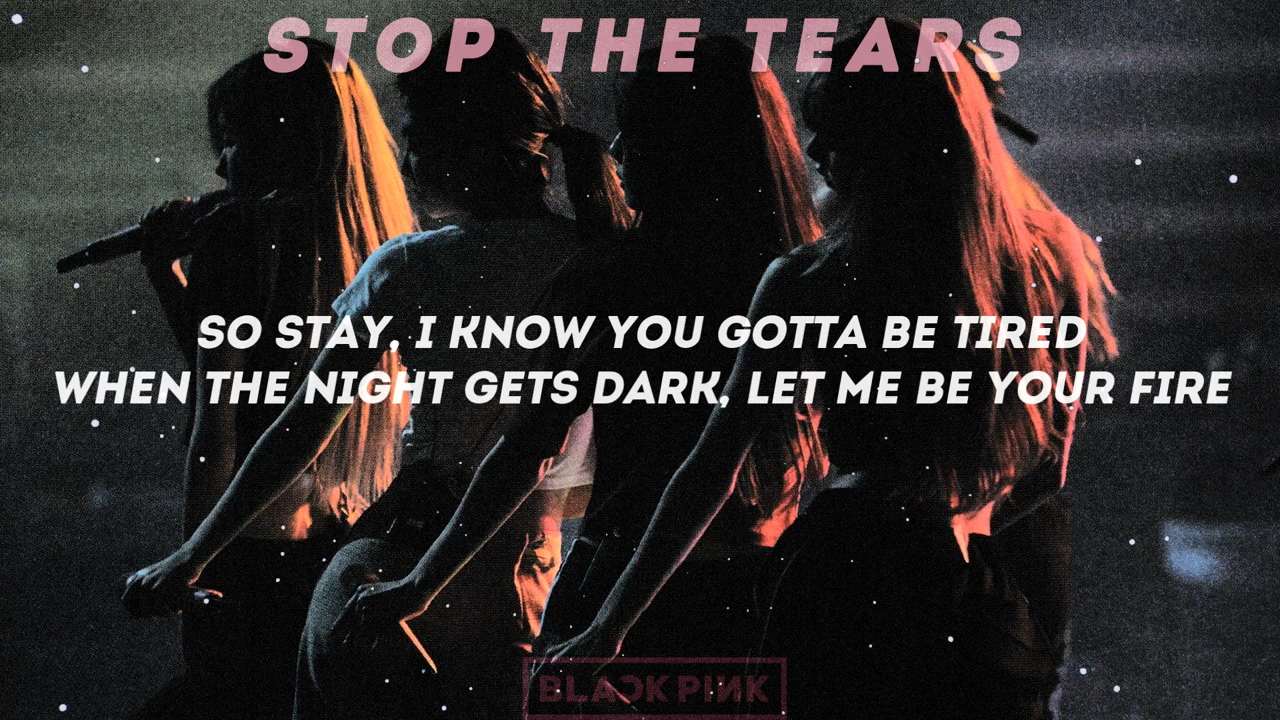 STOP THE TEARS
SO STAY, I KNOW YOU GOTTA BE TIRED
WHEN THE NIGHT GETS DARK, LET ME BE YOUR FIRE
BLACKPINK